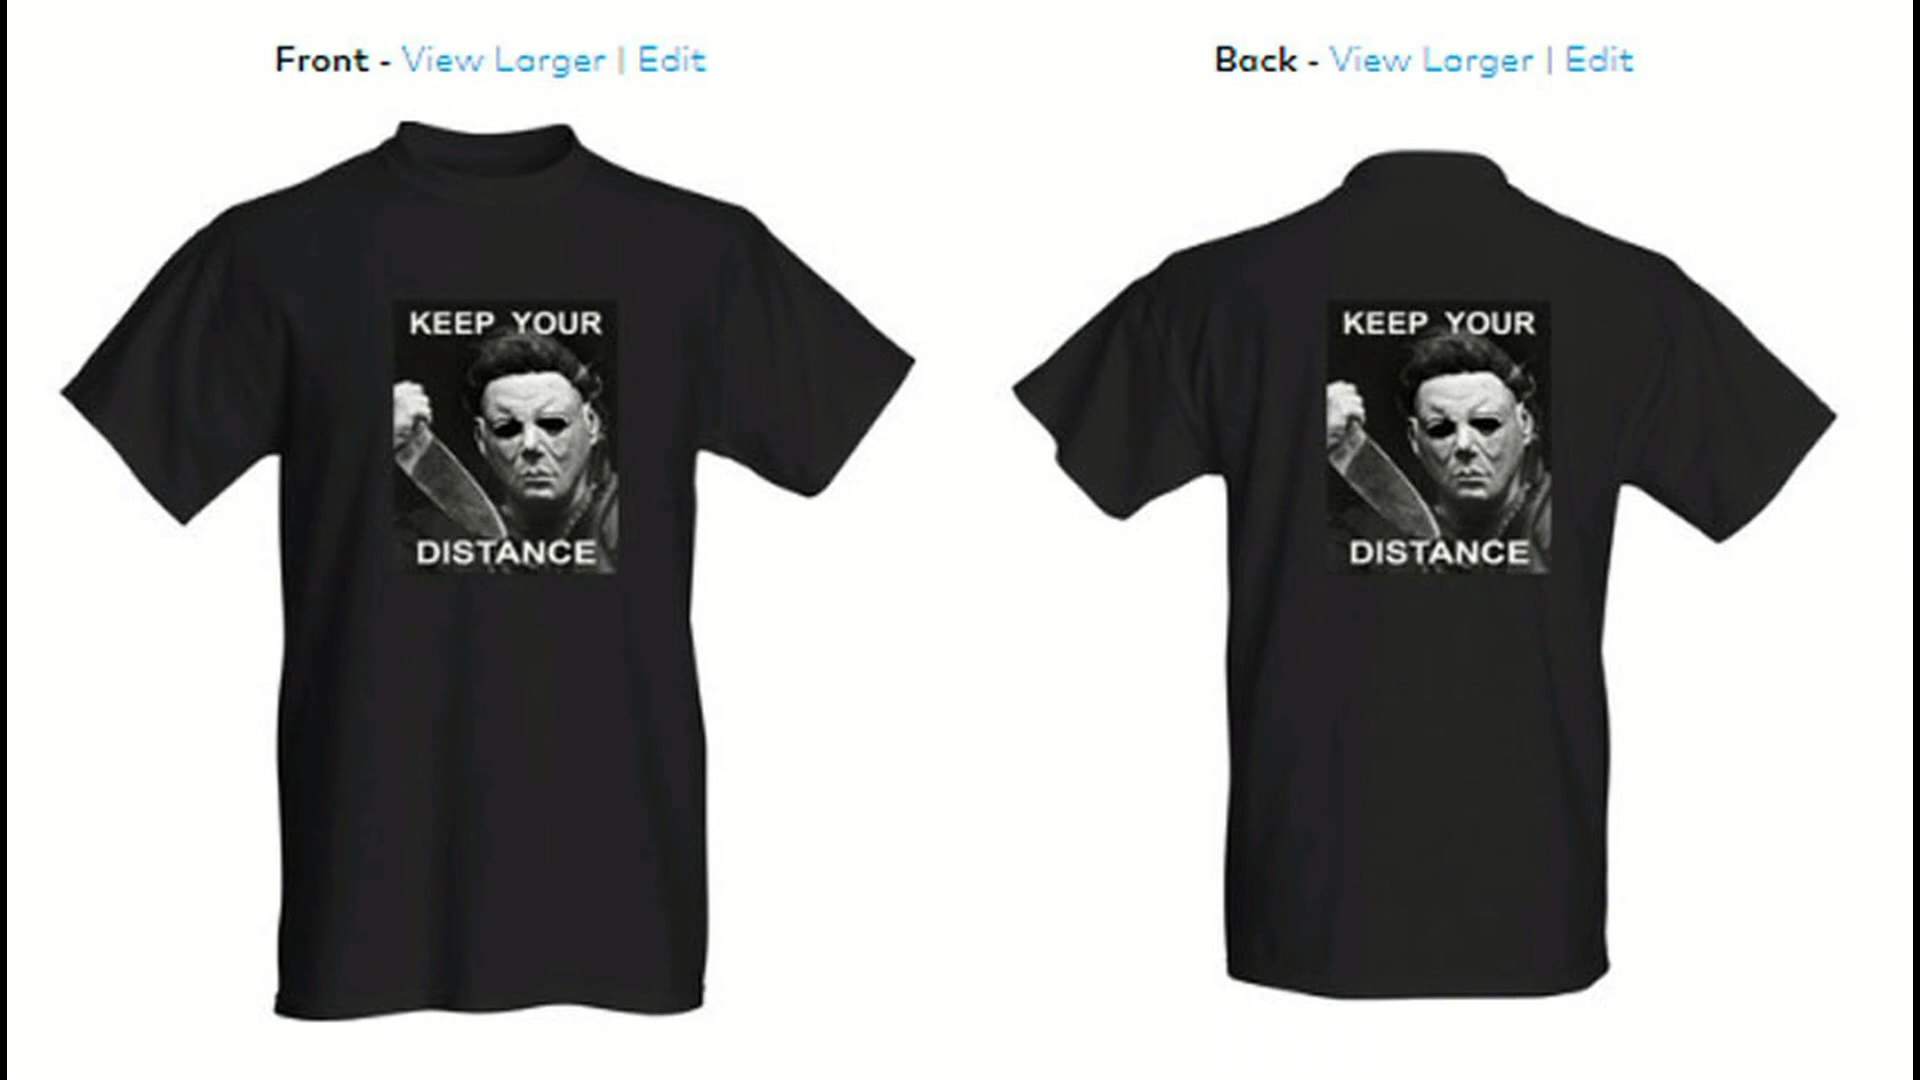 Front - View Larger | Edit
Back - View Larger | Edit
KEEP YOUR
DISTANCE
KEEP YOUR
DISTANCE